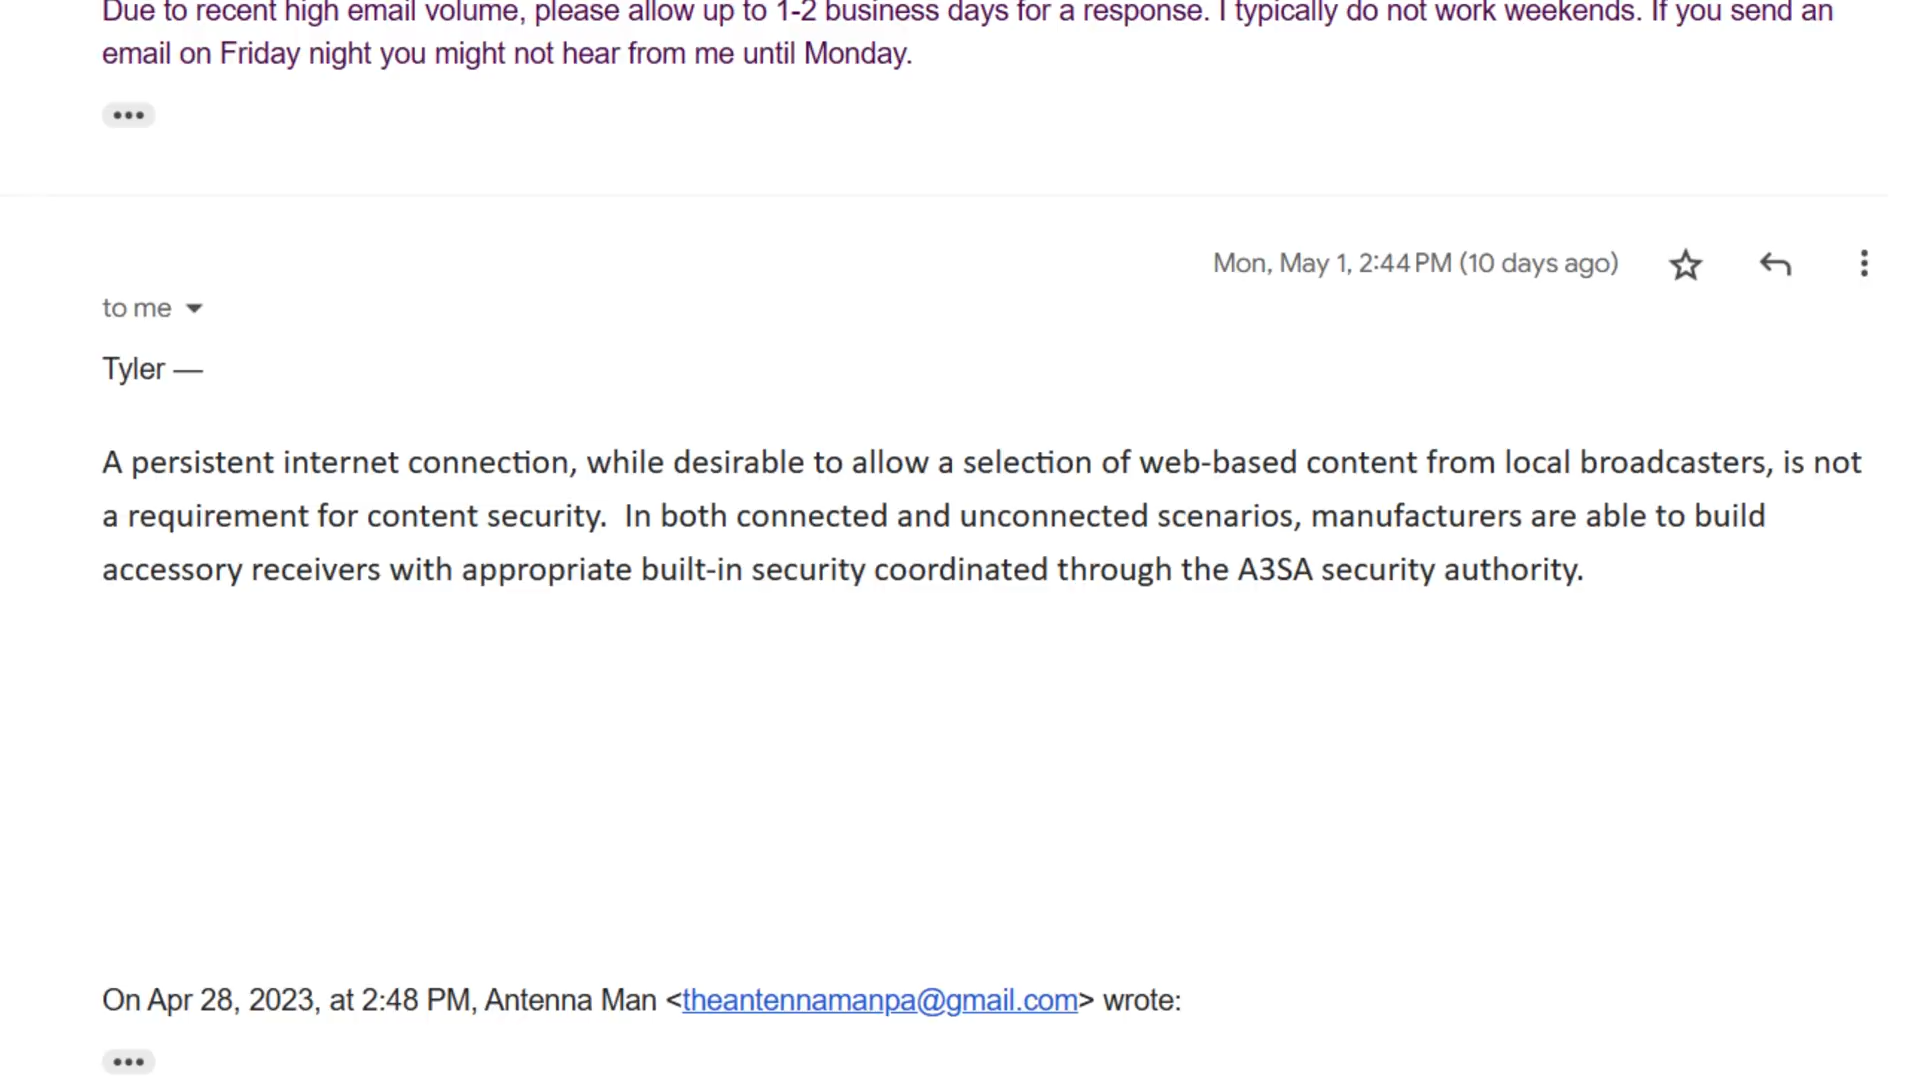 Due to recent high email volume, please allow up to 1-2 business days for a response. I typically do not work weekends. If you send an
email on Friday night you might not hear from me until Monday.
Mon, May 1, 2:44 PM (10 days ago)
to me
Tyler —
A persistent internet connection, while desirable to allow a selection of web-based content from local broadcasters, is not
a requirement for content security.  In both connected and unconnected scenarios, manufacturers are able to build
accessory receivers with appropriate built-in security coordinated through the A3SA security authority.
On Apr 28, 2023, at 2:48 PM, Antenna Man <theantennamanpa@gmail.com> wrote: